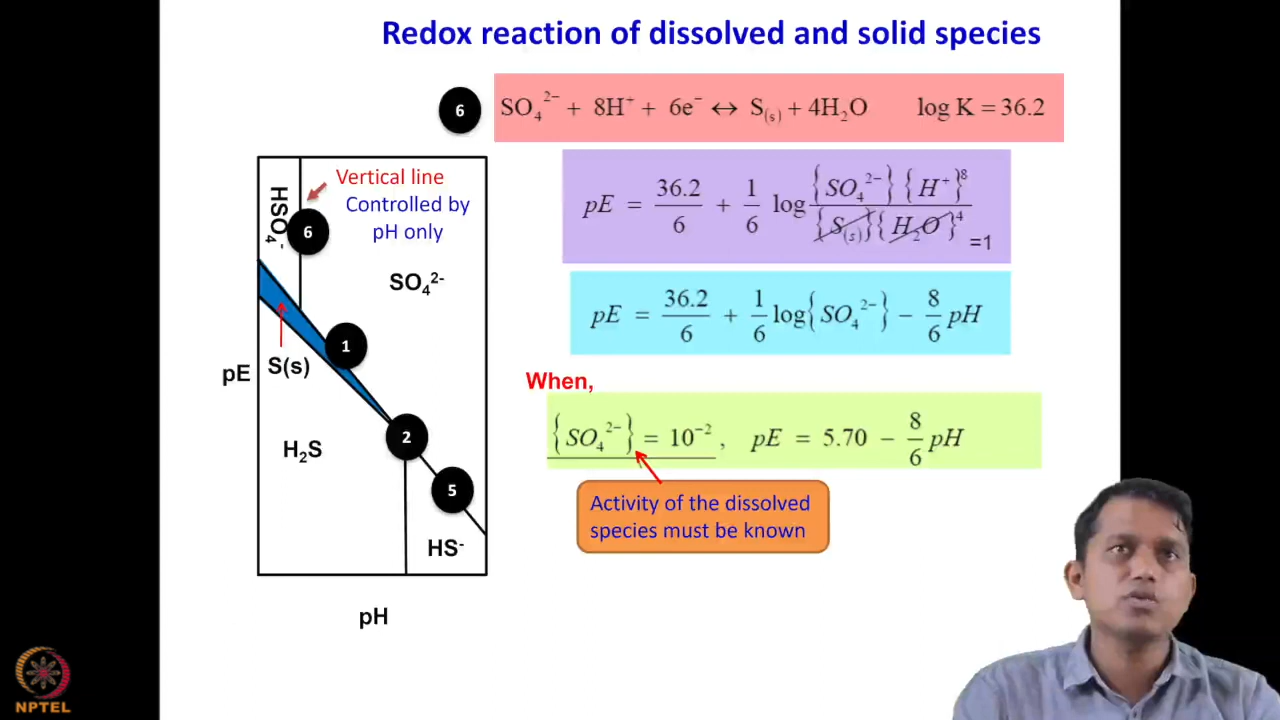 Redox reaction of dissolved and solid species
6 SO₄²⁻ + 8H⁺ + 6e⁻ ↔ S₍s₎ + 4H₂O log K = 36.2
pE = 36.2/6 + 1/6 log {SO₄²⁻} {H⁺}⁸ / {S₍s₎}{H₂O}⁴ =1
pE = 36.2/6 + 1/6 log{SO₄²⁻} − 8/6 pH
When,
{SO₄²⁻} = 10⁻², pE = 5.70 − 8/6 pH
Activity of the dissolved
species must be known
HSO₄⁻
Vertical line
Controlled by
pH only
6
SO₄²⁻
1
S(s)
pE
2
H₂S
5
HS⁻
pH
NPTEL